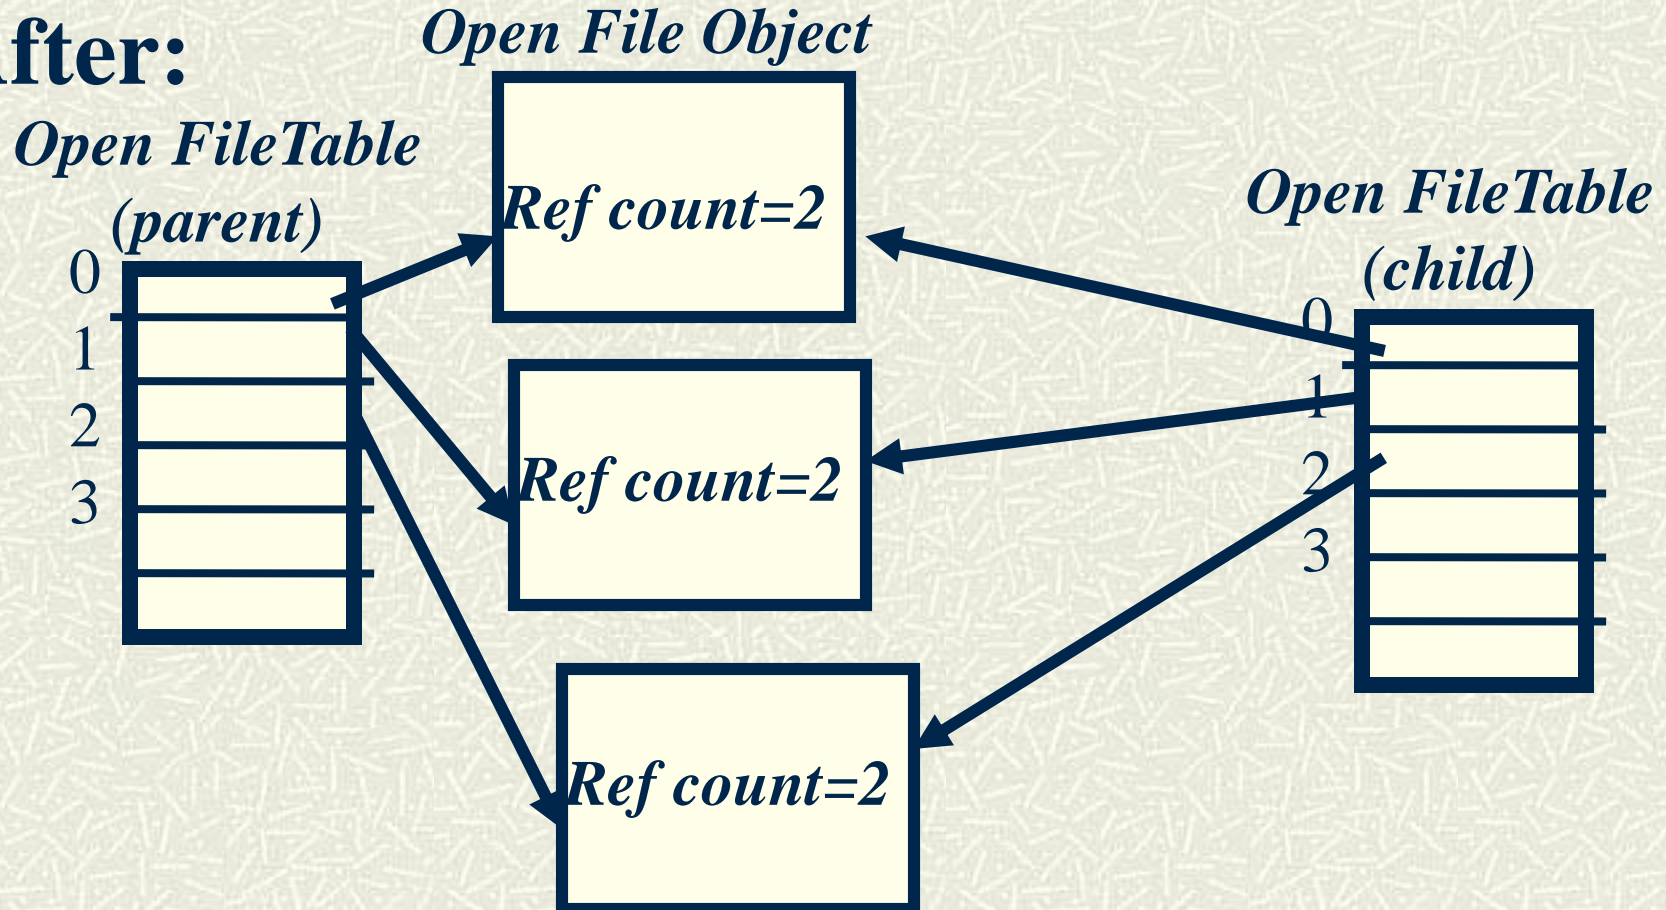 fter:
Open File Object
Open FileTable
(parent)
0
1
2
3
Ref count=2
Ref count=2
Ref count=2
Open FileTable
(child)
0
1
2
3